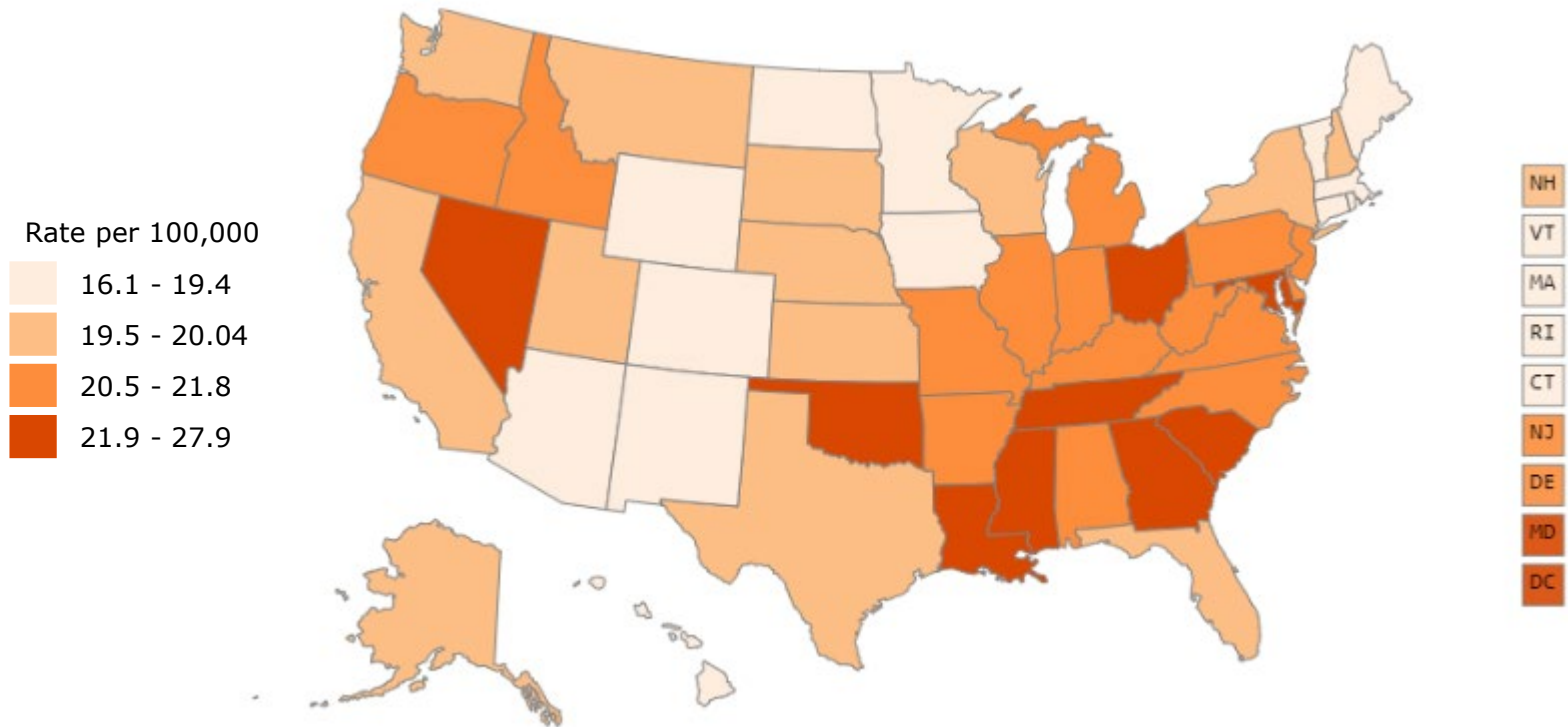 Rate per 100,000
16.1 - 19.4
19.5 - 20.04
20.5 - 21.8
21.9 - 27.9
NH
VT
MA
RI
CT
NJ
DE
MD
DC